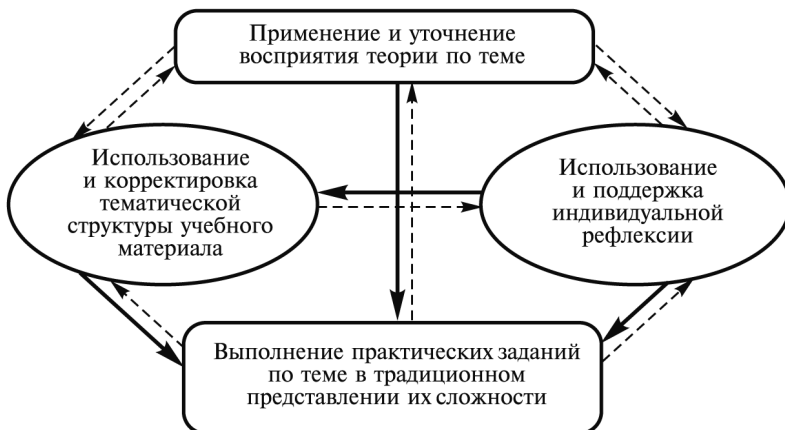 Применение и уточнение
восприятия теории по теме
Использование
и корректировка
тематической
структуры учебного
материала
Использование
и поддержка
индивидуальной
рефлексии
Выполнение практических заданий
по теме в традиционном
представлении их сложности